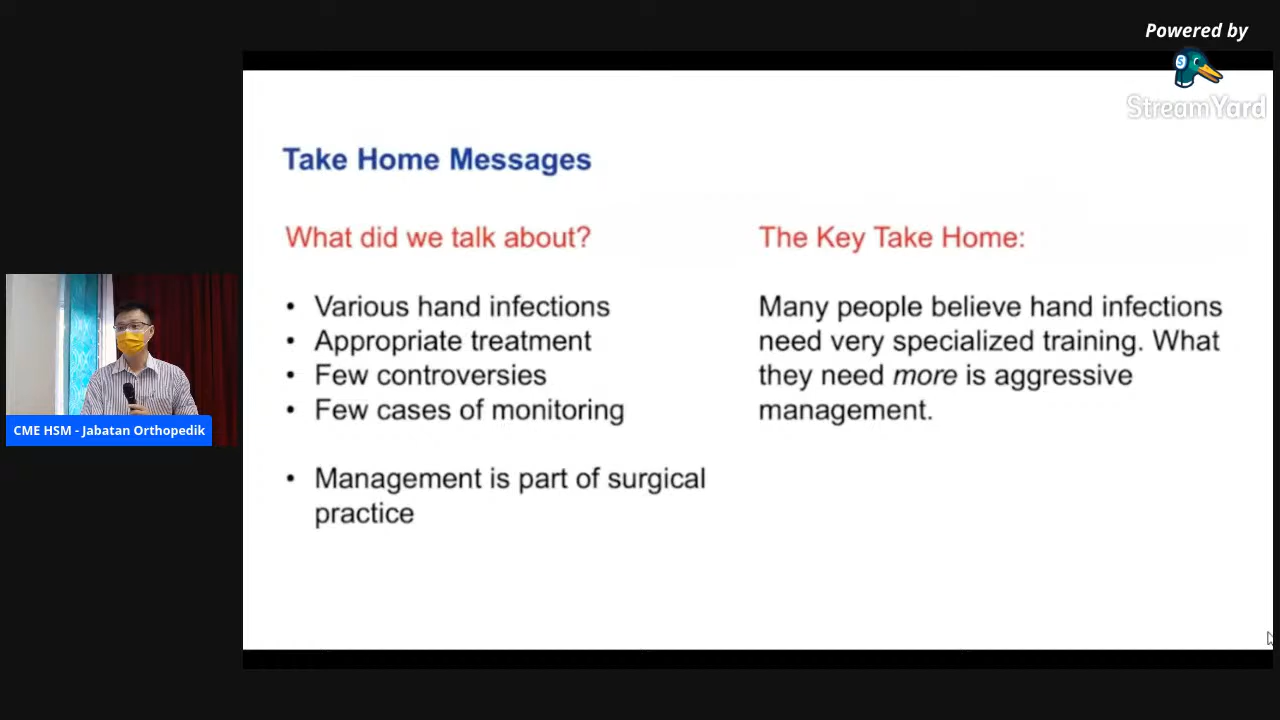 Powered by
StreamYard
Take Home Messages
What did we talk about?
• Various hand infections
• Appropriate treatment
• Few controversies
• Few cases of monitoring
• Management is part of surgical
practice
The Key Take Home:
Many people believe hand infections
need very specialized training. What
they need more is aggressive
management.
CME HSM - Jabatan Orthopedik